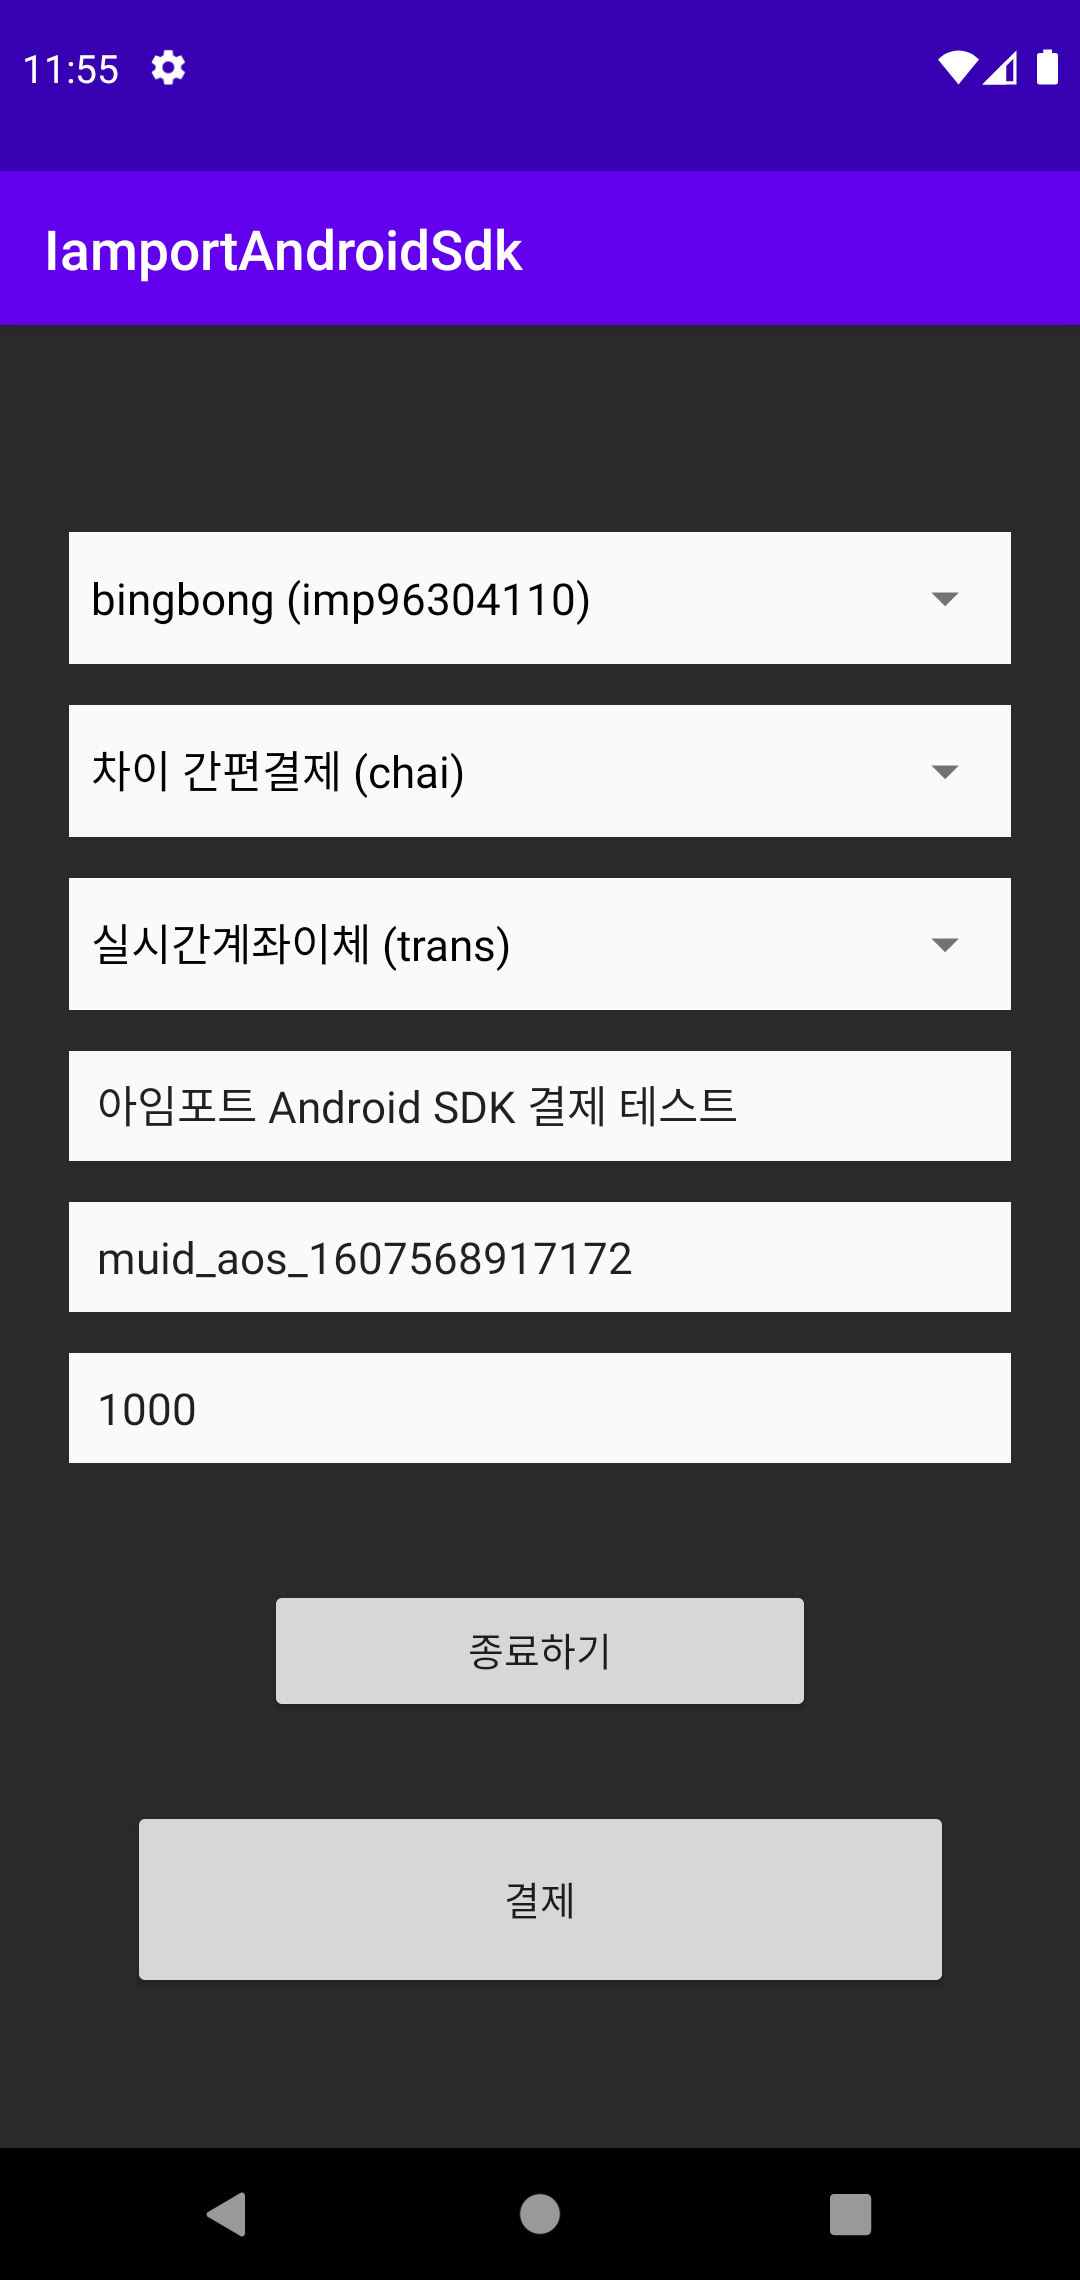 11:55
IamportAndroidSdk
bingbong (imp96304110)
차이 간편결제 (chai)
실시간계좌이체 (trans)
아임포트 Android SDK 결제 테스트
muid_aos_1607568917172
1000
종료하기
결제